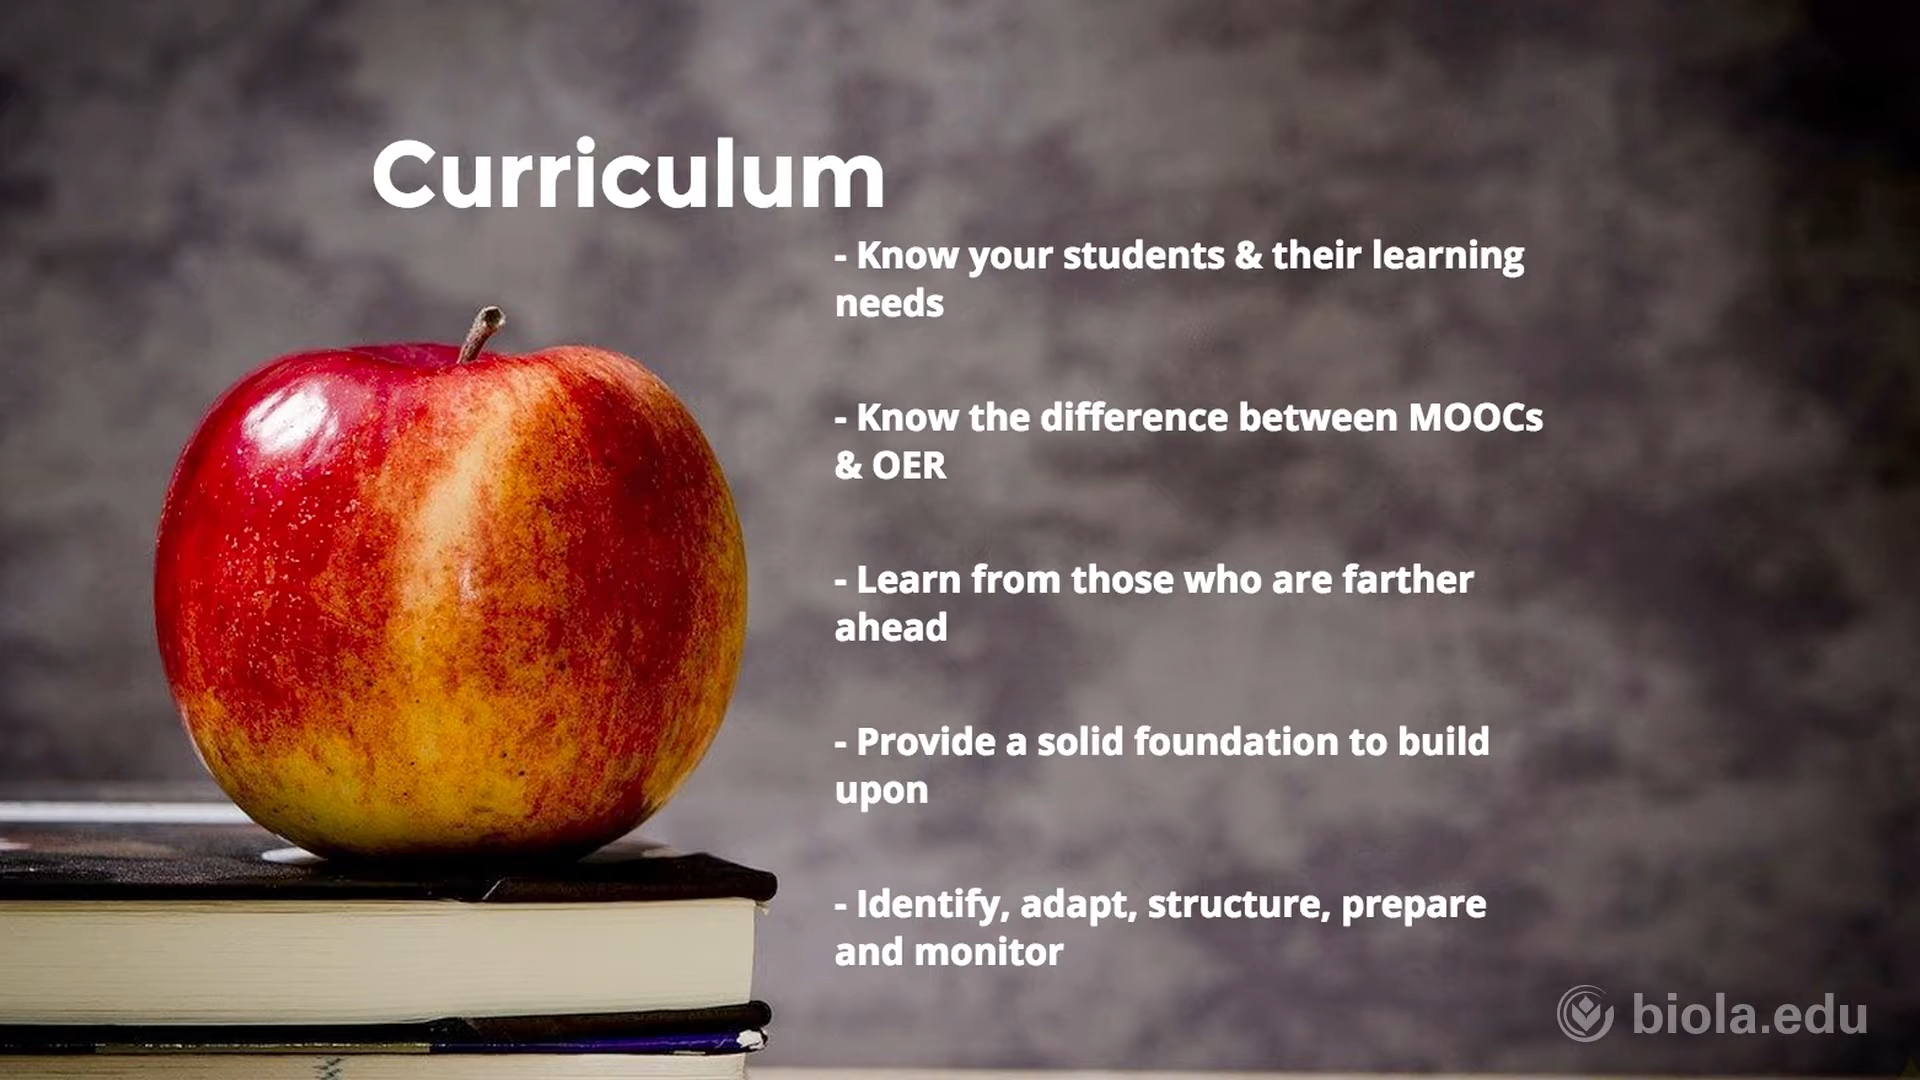 Curriculum
- Know your students & their learning
needs
- Know the difference between MOOCs
& OER
- Learn from those who are farther
ahead
- Provide a solid foundation to build
upon
- Identify, adapt, structure, prepare
and monitor
biola.edu